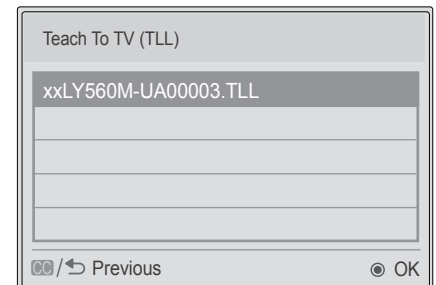 Teach To TV (TLL)
xxLY560M-UA00003.TLL
CC/ Previous
OK